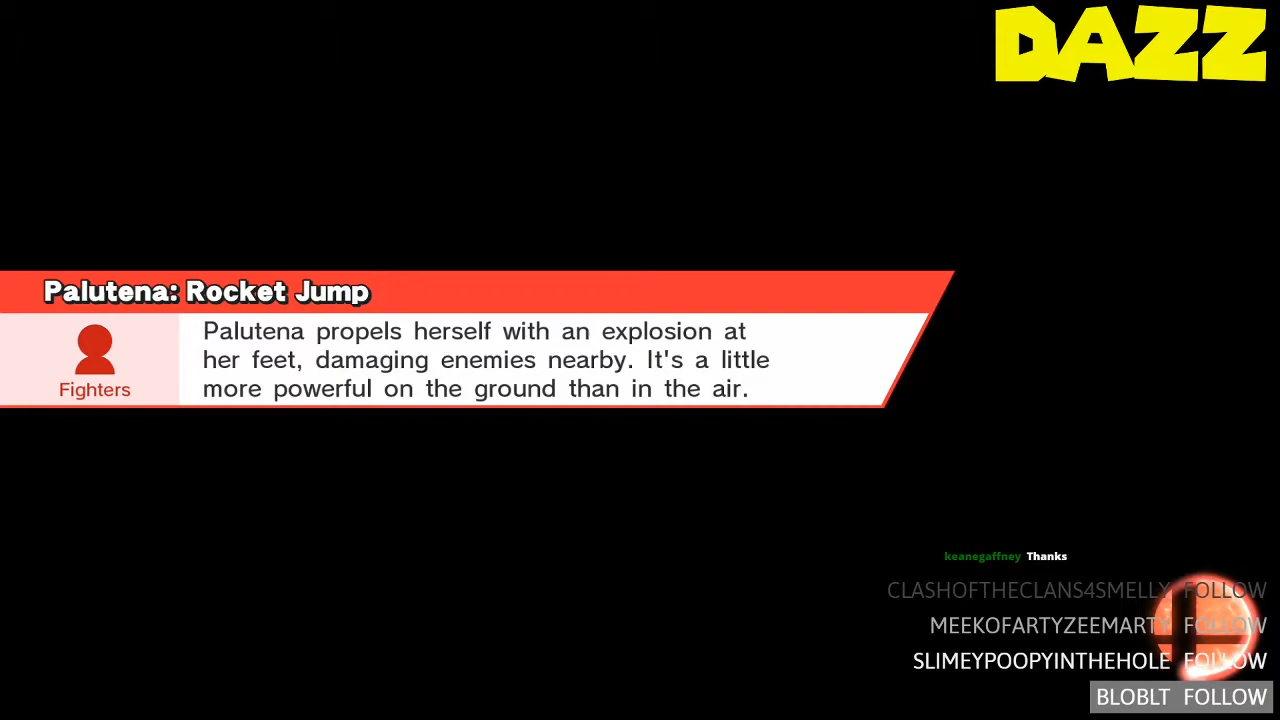 DAZZ
Palutena: Rocket Jump
Palutena propels herself with an explosion at
her feet, damaging enemies nearby. It's a little
more powerful on the ground than in the air.
Fighters
keanegaffney Thanks
CLASHOFTHECLANS4SMELLY FOLLOW
MEEKOFARTYZEEMARTY FOLLOW
SLIMEYPOOPYINTHEHOLE FOLLOW
BLOBLT FOLLOW